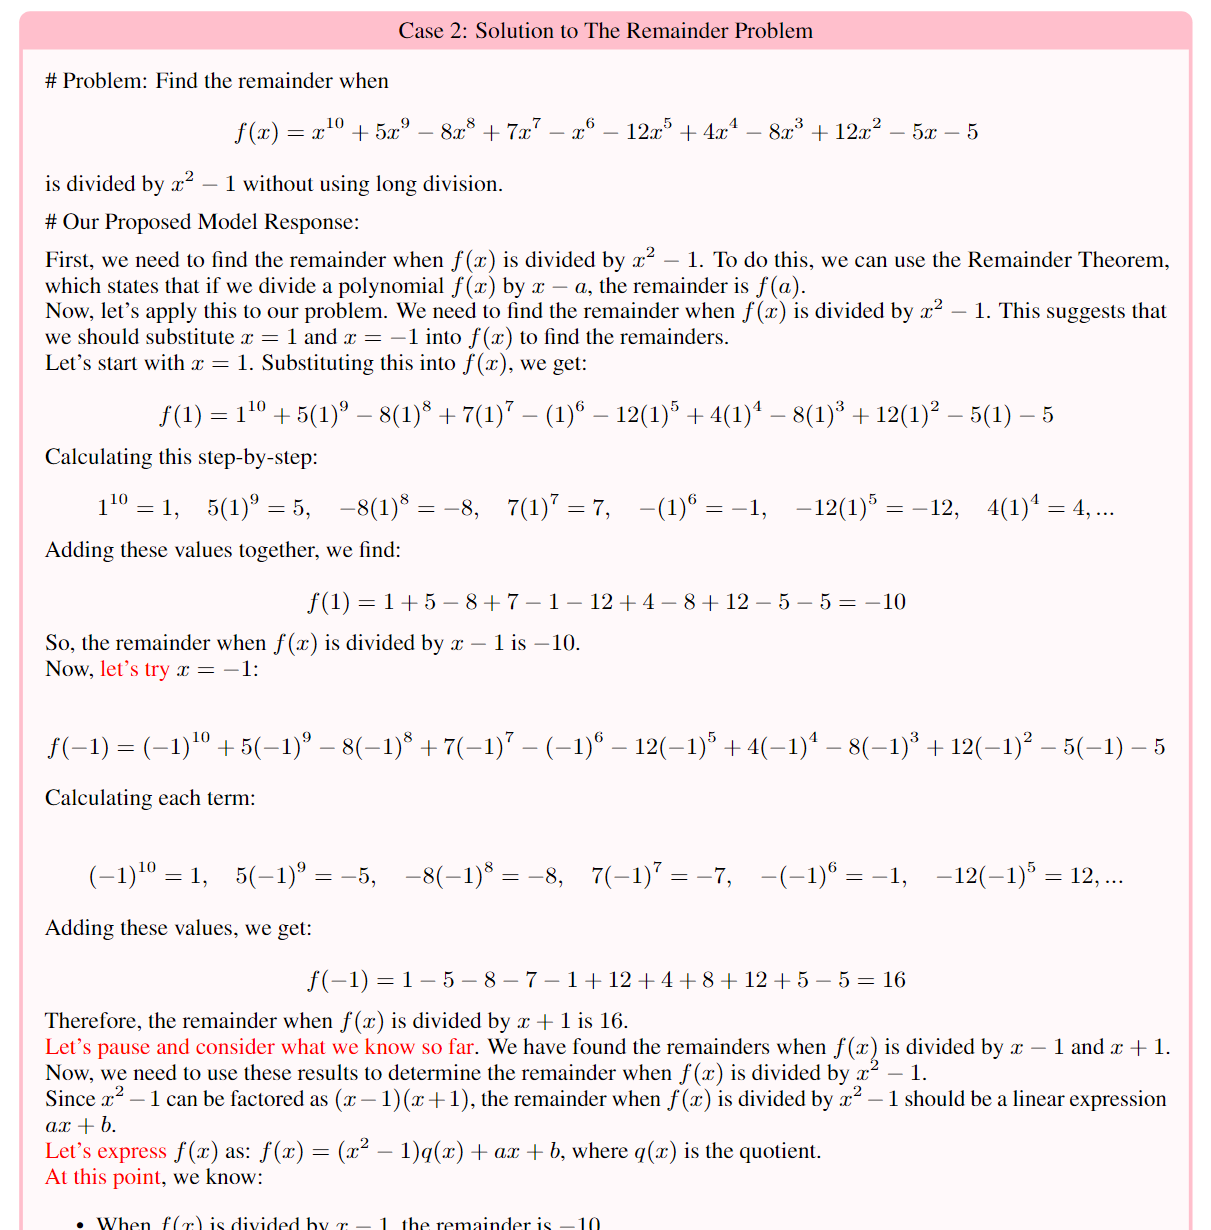 Case 2: Solution to The Remainder Problem
# Problem: Find the remainder when
f(x) = x^10 + 5x^9 − 8x^8 + 7x^7 − x^6 − 12x^5 + 4x^4 − 8x^3 + 12x^2 − 5x − 5
is divided by x^2 − 1 without using long division.
# Our Proposed Model Response:
First, we need to find the remainder when f(x) is divided by x^2 − 1. To do this, we can use the Remainder Theorem,
which states that if we divide a polynomial f(x) by x − a, the remainder is f(a).
Now, let's apply this to our problem. We need to find the remainder when f(x) is divided by x^2 − 1. This suggests that
we should substitute x = 1 and x = −1 into f(x) to find the remainders.
Let's start with x = 1. Substituting this into f(x), we get:
f(1) = 1^10 + 5(1)^9 − 8(1)^8 + 7(1)^7 − (1)^6 − 12(1)^5 + 4(1)^4 − 8(1)^3 + 12(1)^2 − 5(1) − 5
Calculating this step-by-step:
1^10 = 1, 5(1)^9 = 5, −8(1)^8 = −8, 7(1)^7 = 7, −(1)^6 = −1, −12(1)^5 = −12, 4(1)^4 = 4, ...
Adding these values together, we find:
f(1) = 1 + 5 − 8 + 7 − 1 − 12 + 4 − 8 + 12 − 5 − 5 = −10
So, the remainder when f(x) is divided by x − 1 is −10.
Now, let's try x = −1:
f(−1) = (−1)^10 + 5(−1)^9 − 8(−1)^8 + 7(−1)^7 − (−1)^6 − 12(−1)^5 + 4(−1)^4 − 8(−1)^3 + 12(−1)^2 − 5(−1) − 5
Calculating each term:
(−1)^10 = 1, 5(−1)^9 = −5, −8(−1)^8 = −8, 7(−1)^7 = −7, −(−1)^6 = −1, −12(−1)^5 = 12, ...
Adding these values, we get:
f(−1) = 1 − 5 − 8 − 7 − 1 + 12 + 4 + 8 + 12 + 5 − 5 = 16
Therefore, the remainder when f(x) is divided by x + 1 is 16.
Let's pause and consider what we know so far. We have found the remainders when f(x) is divided by x − 1 and x + 1.
Now, we need to use these results to determine the remainder when f(x) is divided by x^2 − 1.
Since x^2 − 1 can be factored as (x − 1)(x + 1), the remainder when f(x) is divided by x^2 − 1 should be a linear expression
ax + b.
Let's express f(x) as: f(x) = (x^2 − 1)q(x) + ax + b, where q(x) is the quotient.
At this point, we know:
• When f(x) is divided by x − 1, the remainder is −10